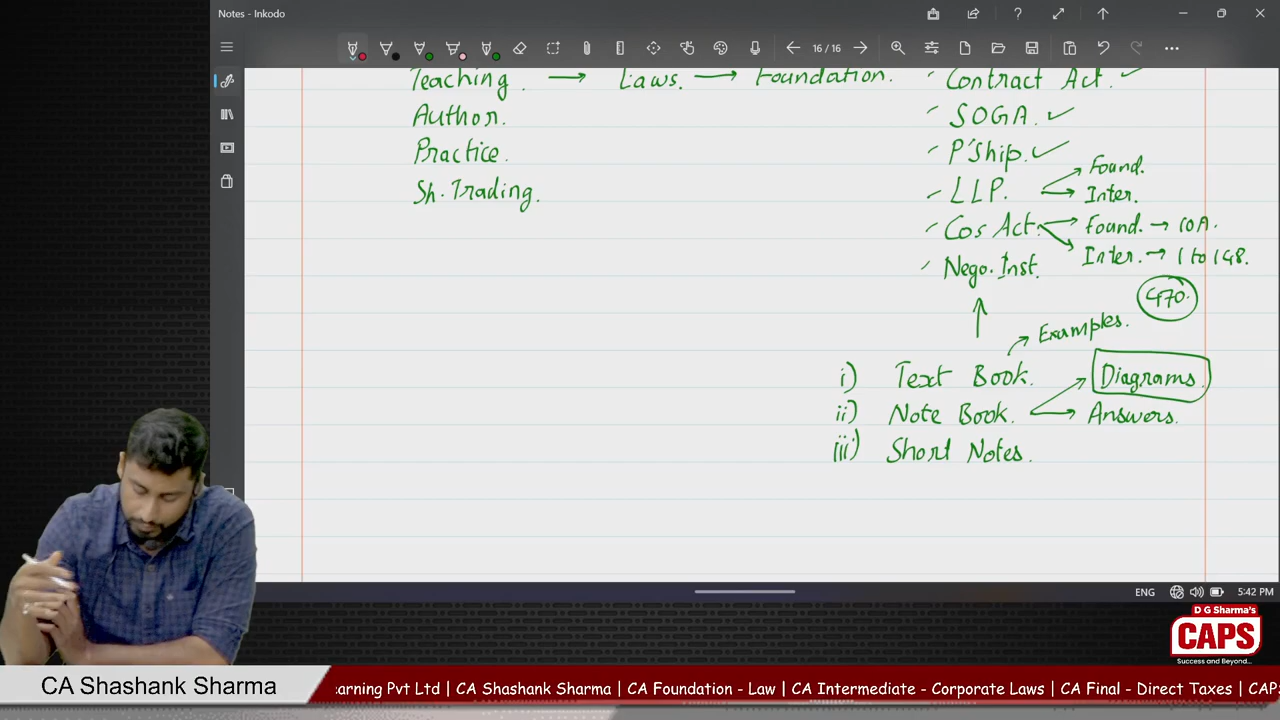 Notes - Inkodo
16 / 16
Teaching → Laws. → Foundation.
Author.
Practice.
Sh. Trading.
Contract Act. ✓
SOGA. ✓
P'Ship. ✓
LLP. → Found.
→ Inter.
Cos Act. → Found. → 10A.
→ Inter. → 1 to 148.
Nego. Inst.
470.
Examples.
i) Text Book.
ii) Note Book. → Diagrams.
→ Answers.
iii) Short Notes.
ENG 5:42 PM
D G Sharma's
CAPS
Success and Beyond...
CA Shashank Sharma
earning Pvt Ltd | CA Shashank Sharma | CA Foundation - Law | CA Intermediate - Corporate Laws | CA Final - Direct Taxes | CAPS